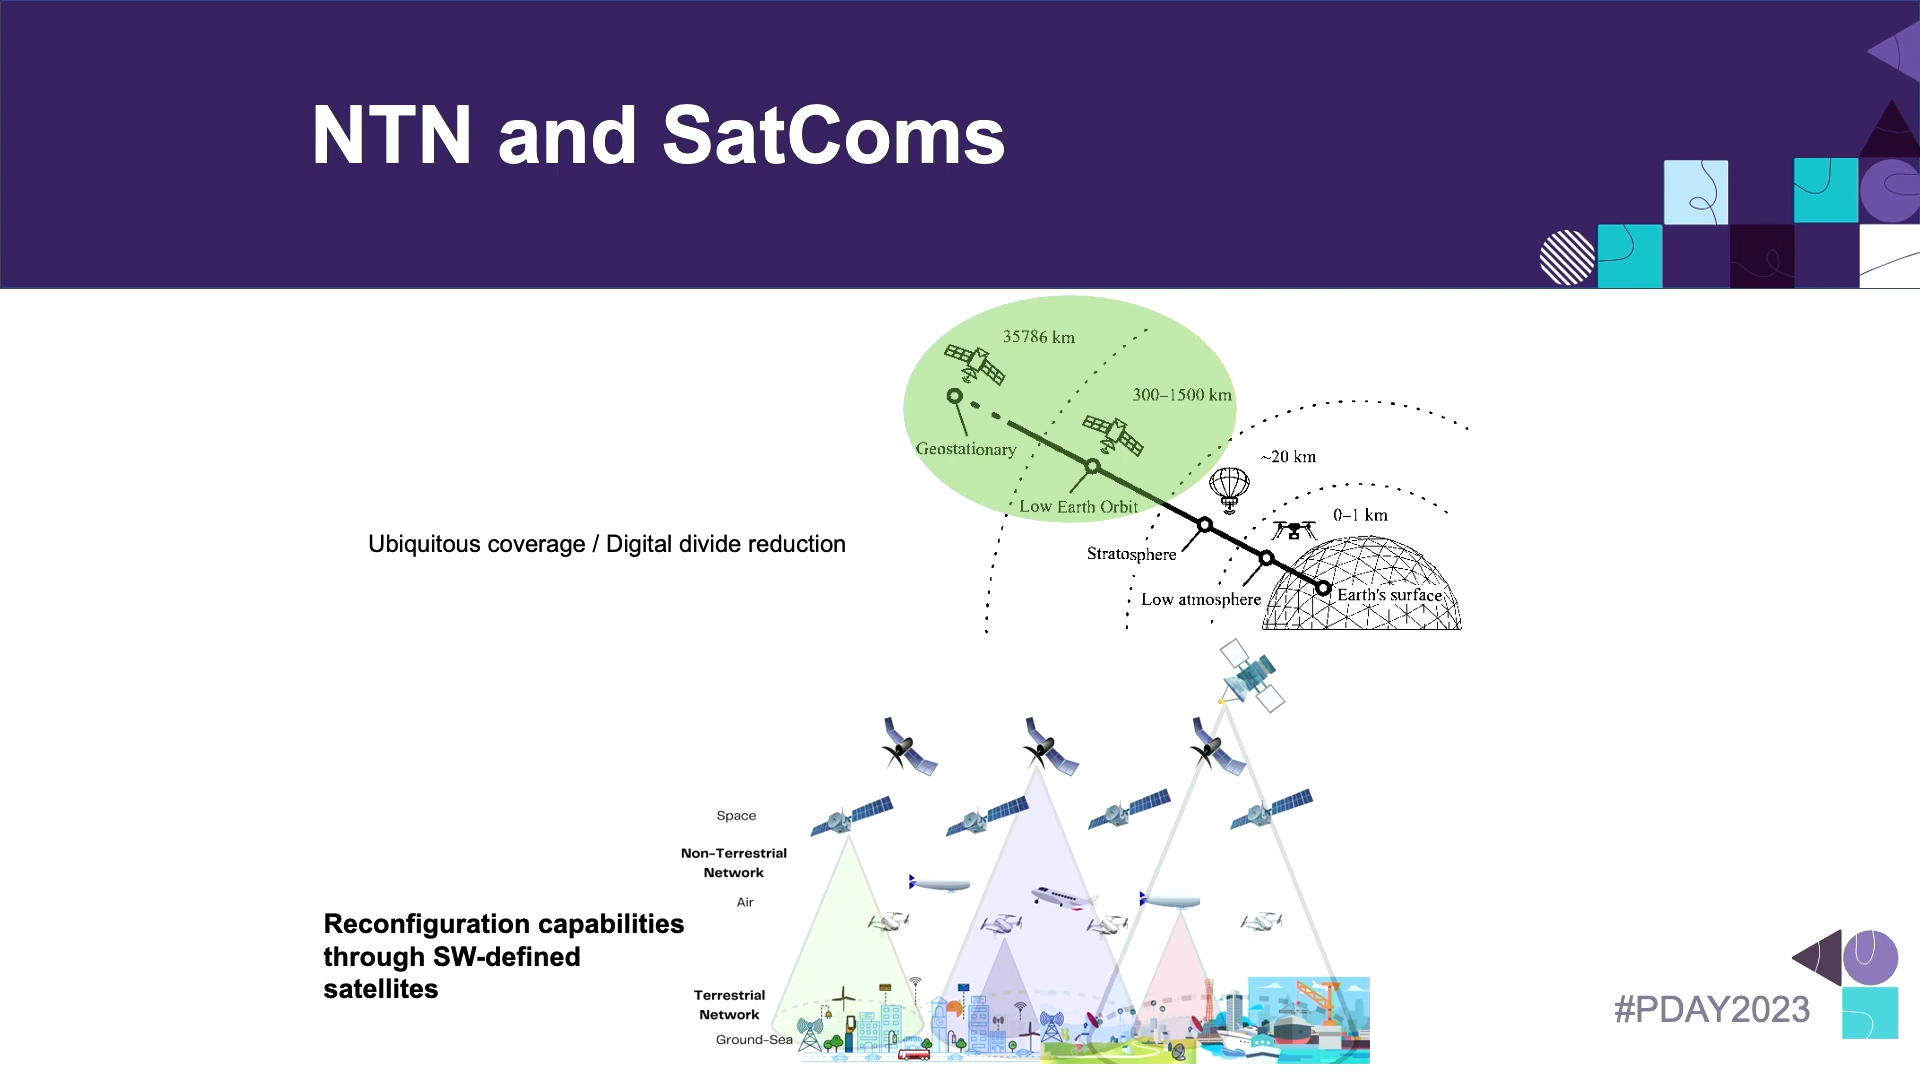 NTN and SatComs
35786 km
300–1500 km
Geostationary
~20 km
Low Earth Orbit
0–1 km
Ubiquitous coverage / Digital divide reduction
Stratosphere
Low atmosphere
Earth's surface
Space
Non-Terrestrial
Network
Air
Reconfiguration capabilities
through SW-defined
satellites
Terrestrial
Network
Ground-Sea
#PDAY2023